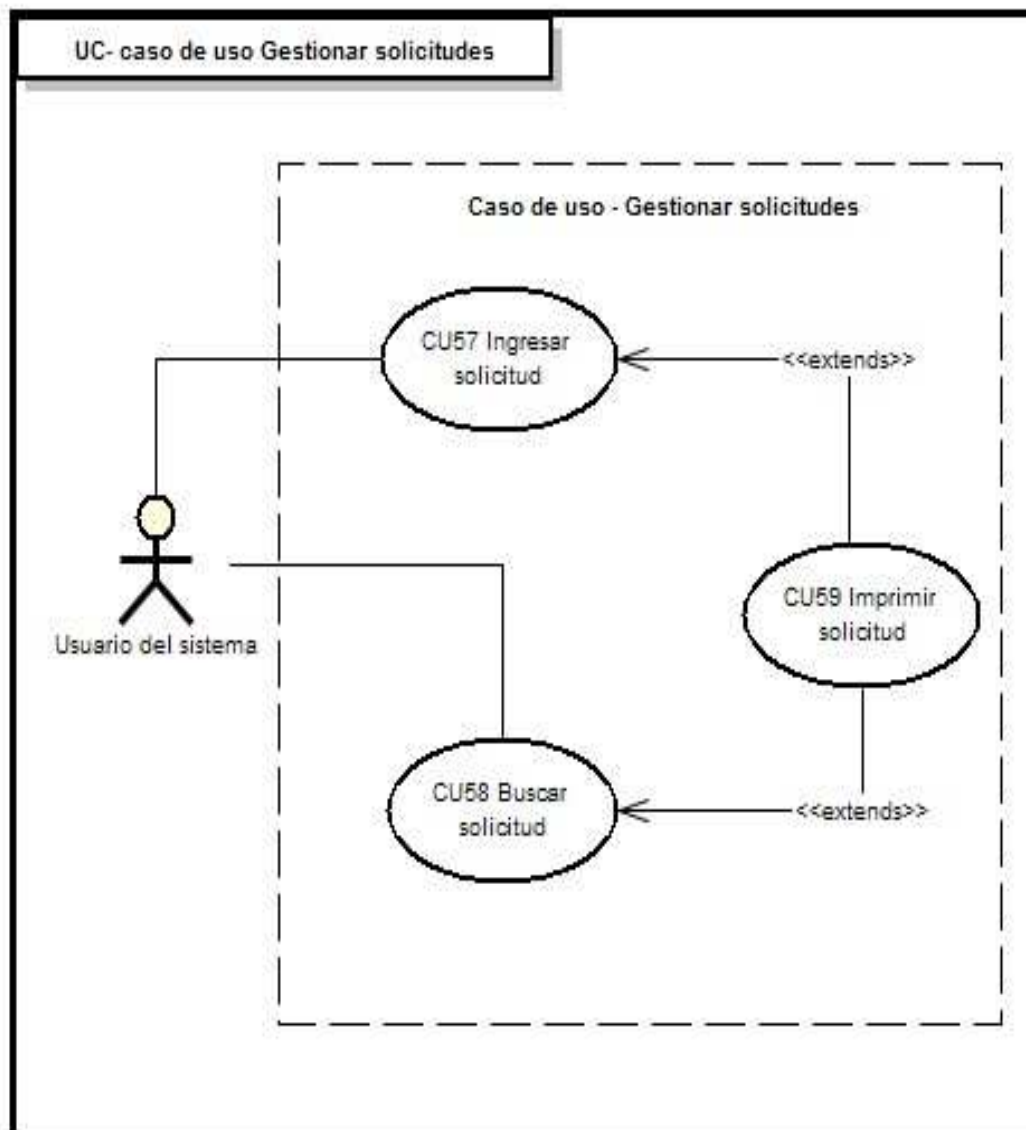 UC- caso de uso Gestionar solicitudes
Caso de uso - Gestionar solicitudes
CU57 Ingresar
solicitud
<<extends>>
CU59 Imprimir
solicitud
Usuario del sistema
CU58 Buscar
solicitud
<<extends>>